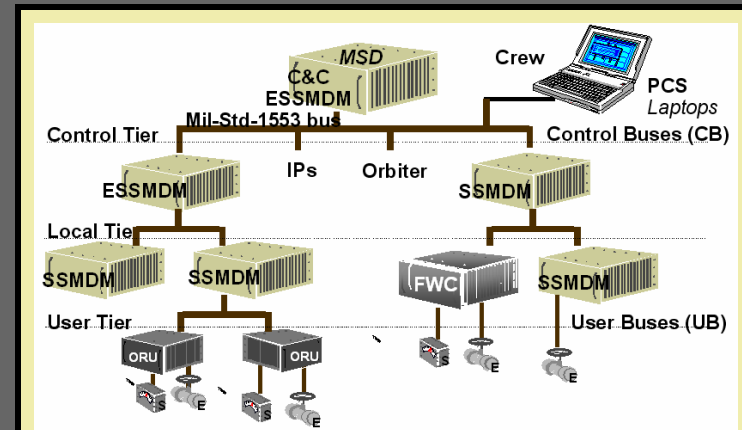 MSD
Crew
C&C
ESSMDM
PCS
Laptops
Mil-Std-1553 bus
Control Tier
Control Buses (CB)
IPs
Orbiter
ESSMDM
SSMDM
Local Tie
SSMDM
SSMDM
FWC
SSMDM
User Tier
User Buses (UB)
ORU
ORU
S
E
S
E
S
E
E